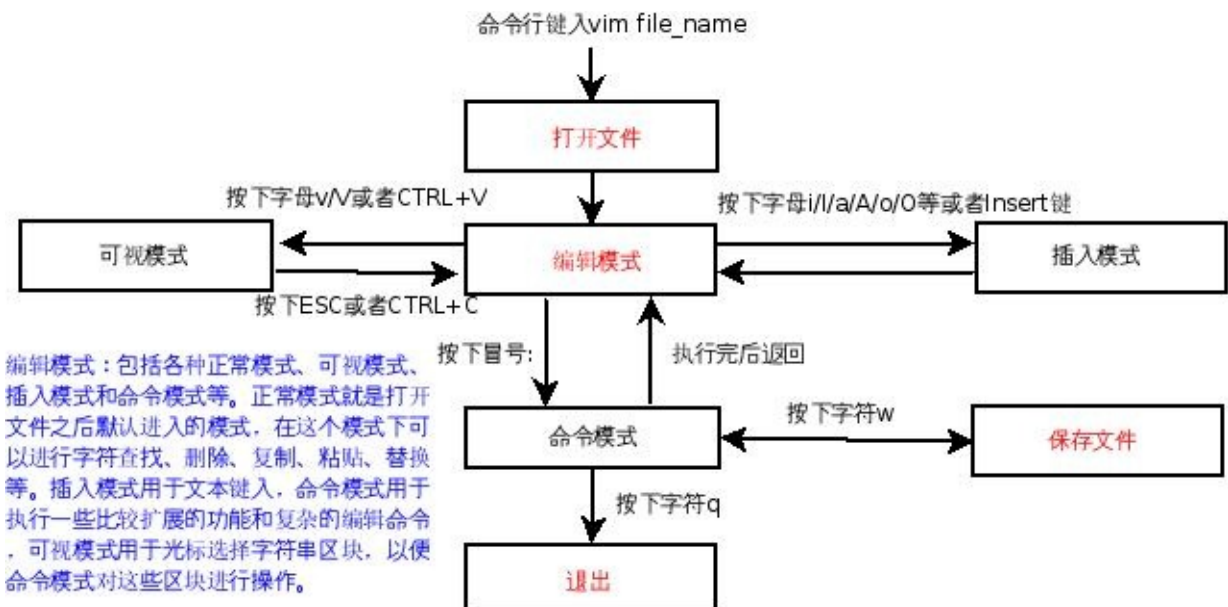 命令行键入vim file_name
打开文件
按下字母v/V或者CTRL+V
按下字母i/I/a/A/o/O等或者Insert键
可视模式
编辑模式
插入模式
按下ESC或者CTRL+C
按下冒号:
执行完后返回
编辑模式：包括各种正常模式、可视模式、
插入模式和命令模式等。正常模式就是打开
文件之后默认进入的模式，在这个模式下可
以进行字符查找、删除、复制、粘贴、替换
等。插入模式用于文本键入，命令模式用于
执行一些比较扩展的功能和复杂的编辑命令
，可视模式用于光标选择字符串区块，以便
命令模式对这些区块进行操作。
命令模式
按下字符w
保存文件
按下字符q
退出